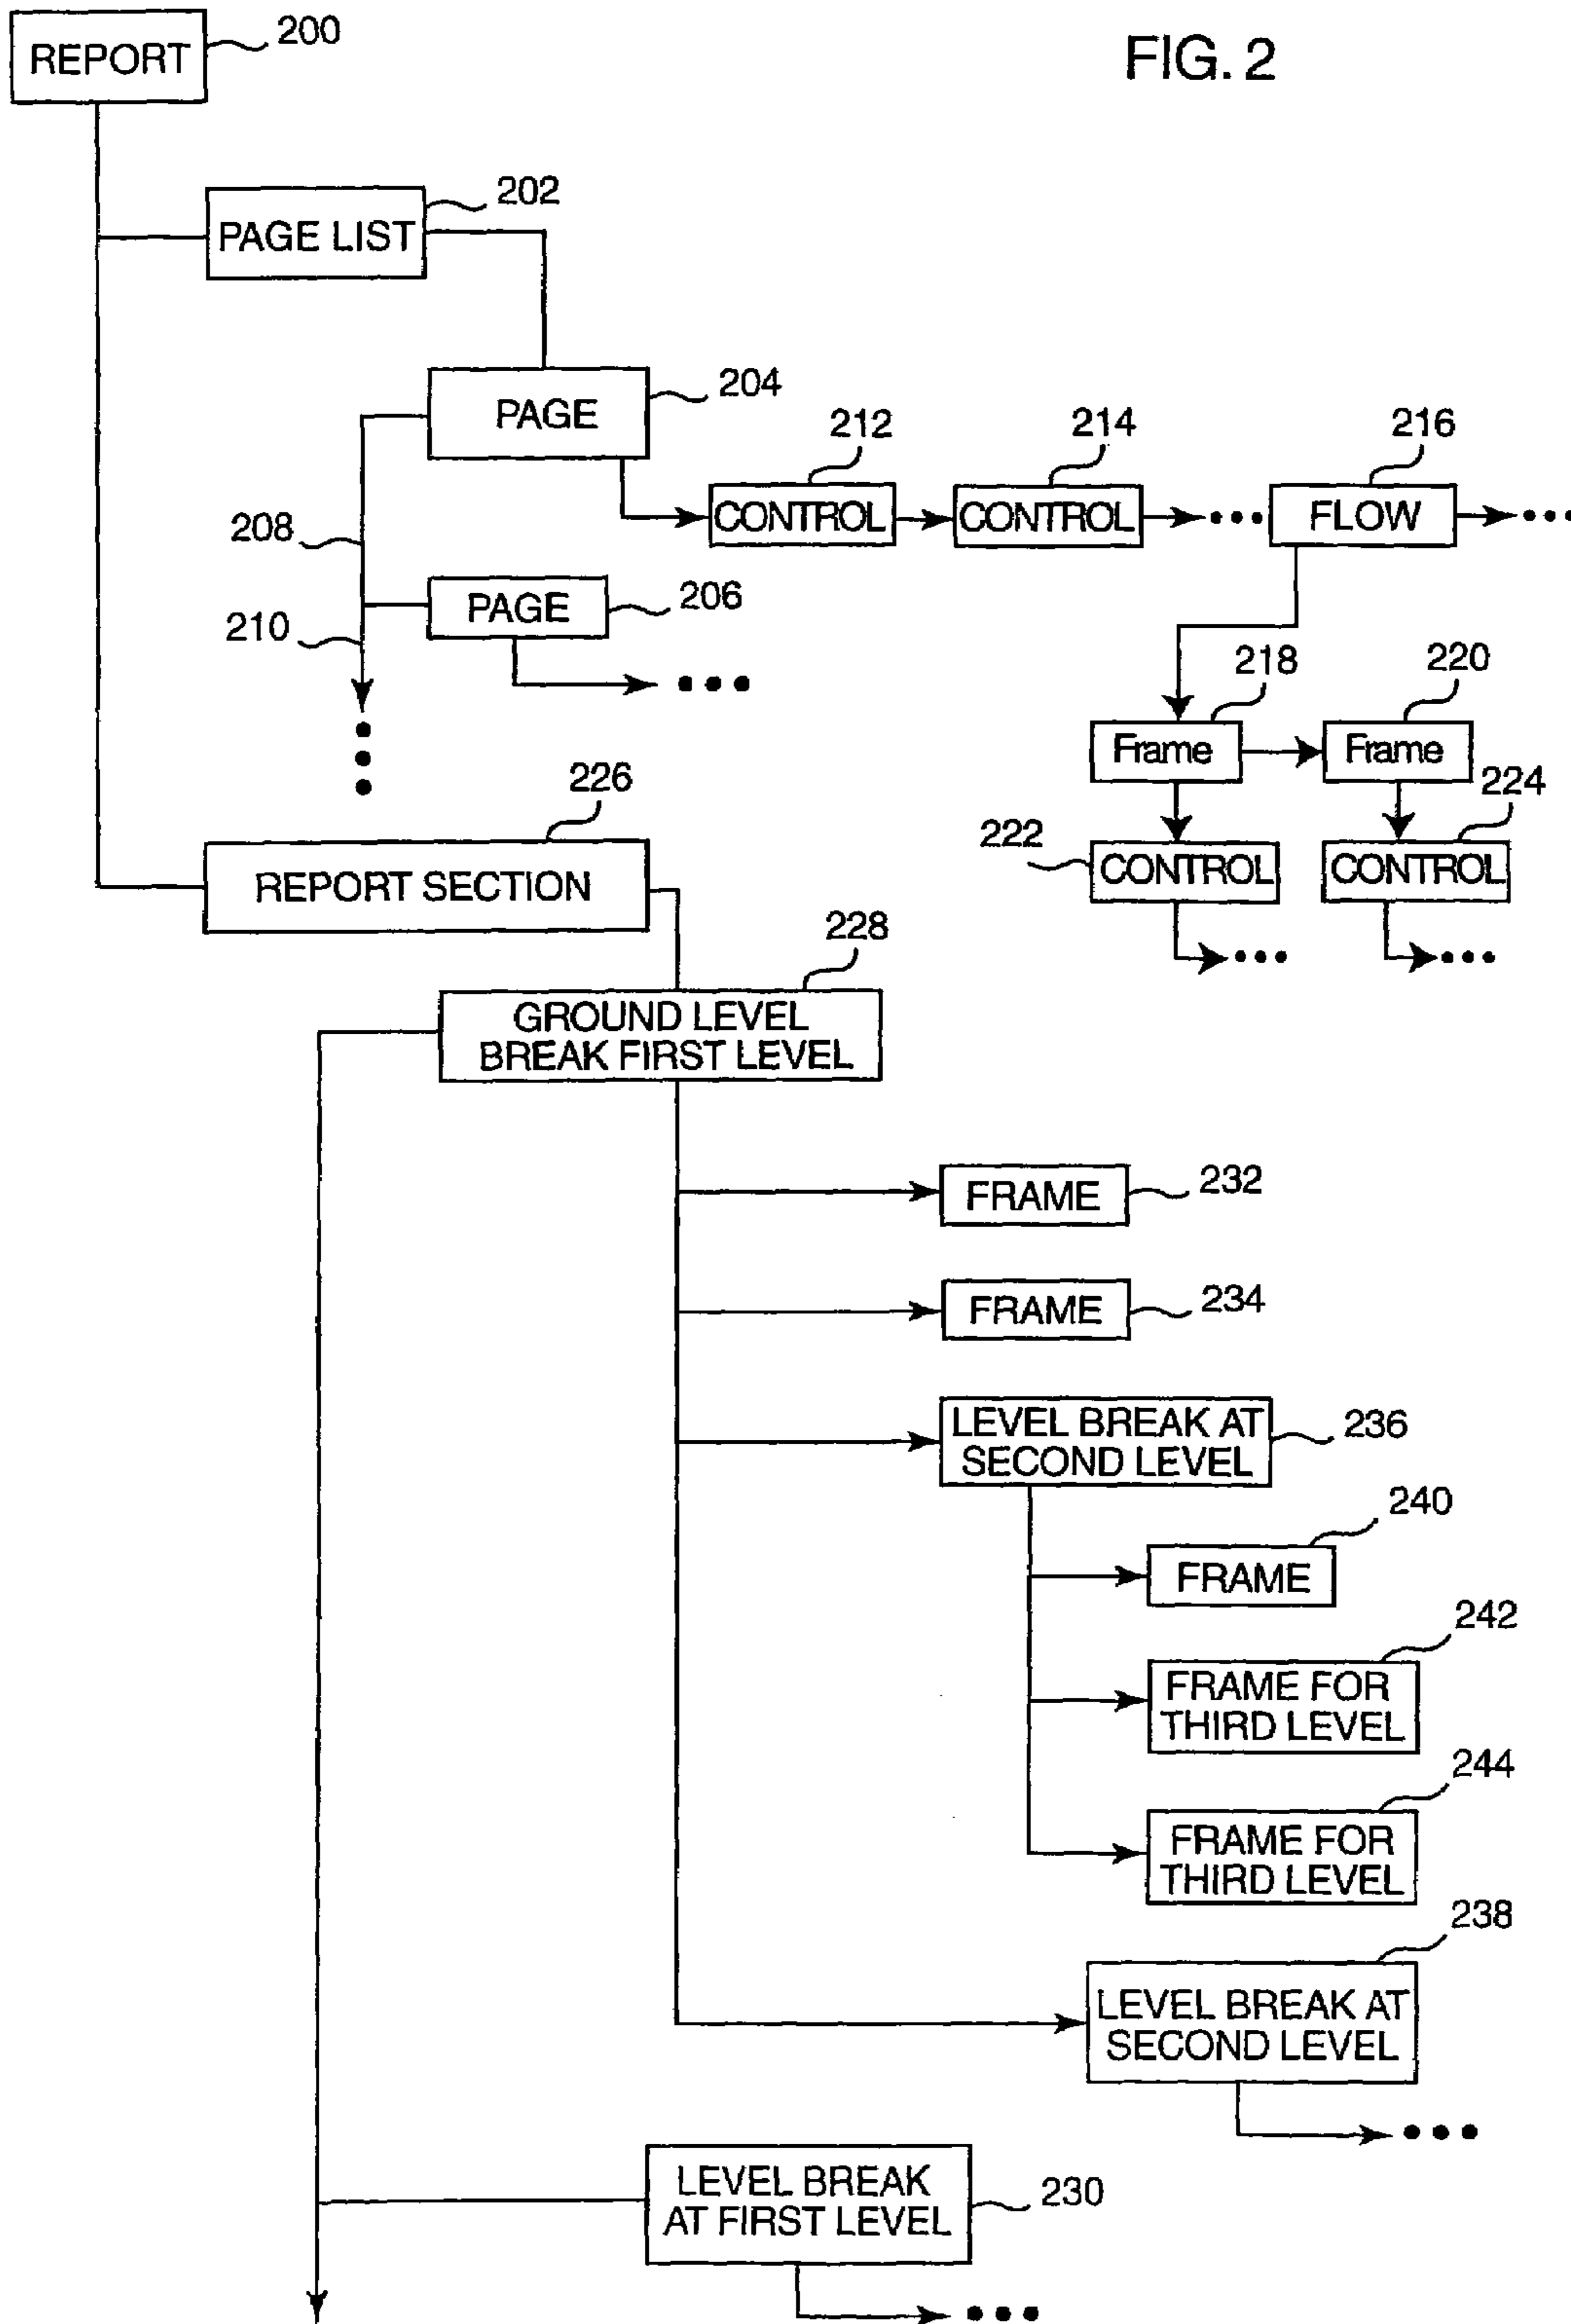 FIG. 2
REPORT
200
PAGE LIST
202
PAGE
204
CONTROL
212
CONTROL
214
FLOW
216
208
PAGE
206
210
Frame
218
Frame
220
222
CONTROL
CONTROL
224
REPORT SECTION
226
GROUND LEVEL
BREAK FIRST LEVEL
228
FRAME
232
FRAME
234
LEVEL BREAK AT
SECOND LEVEL
236
FRAME
240
FRAME FOR
THIRD LEVEL
242
FRAME FOR
THIRD LEVEL
244
LEVEL BREAK AT
SECOND LEVEL
238
LEVEL BREAK
AT FIRST LEVEL
230